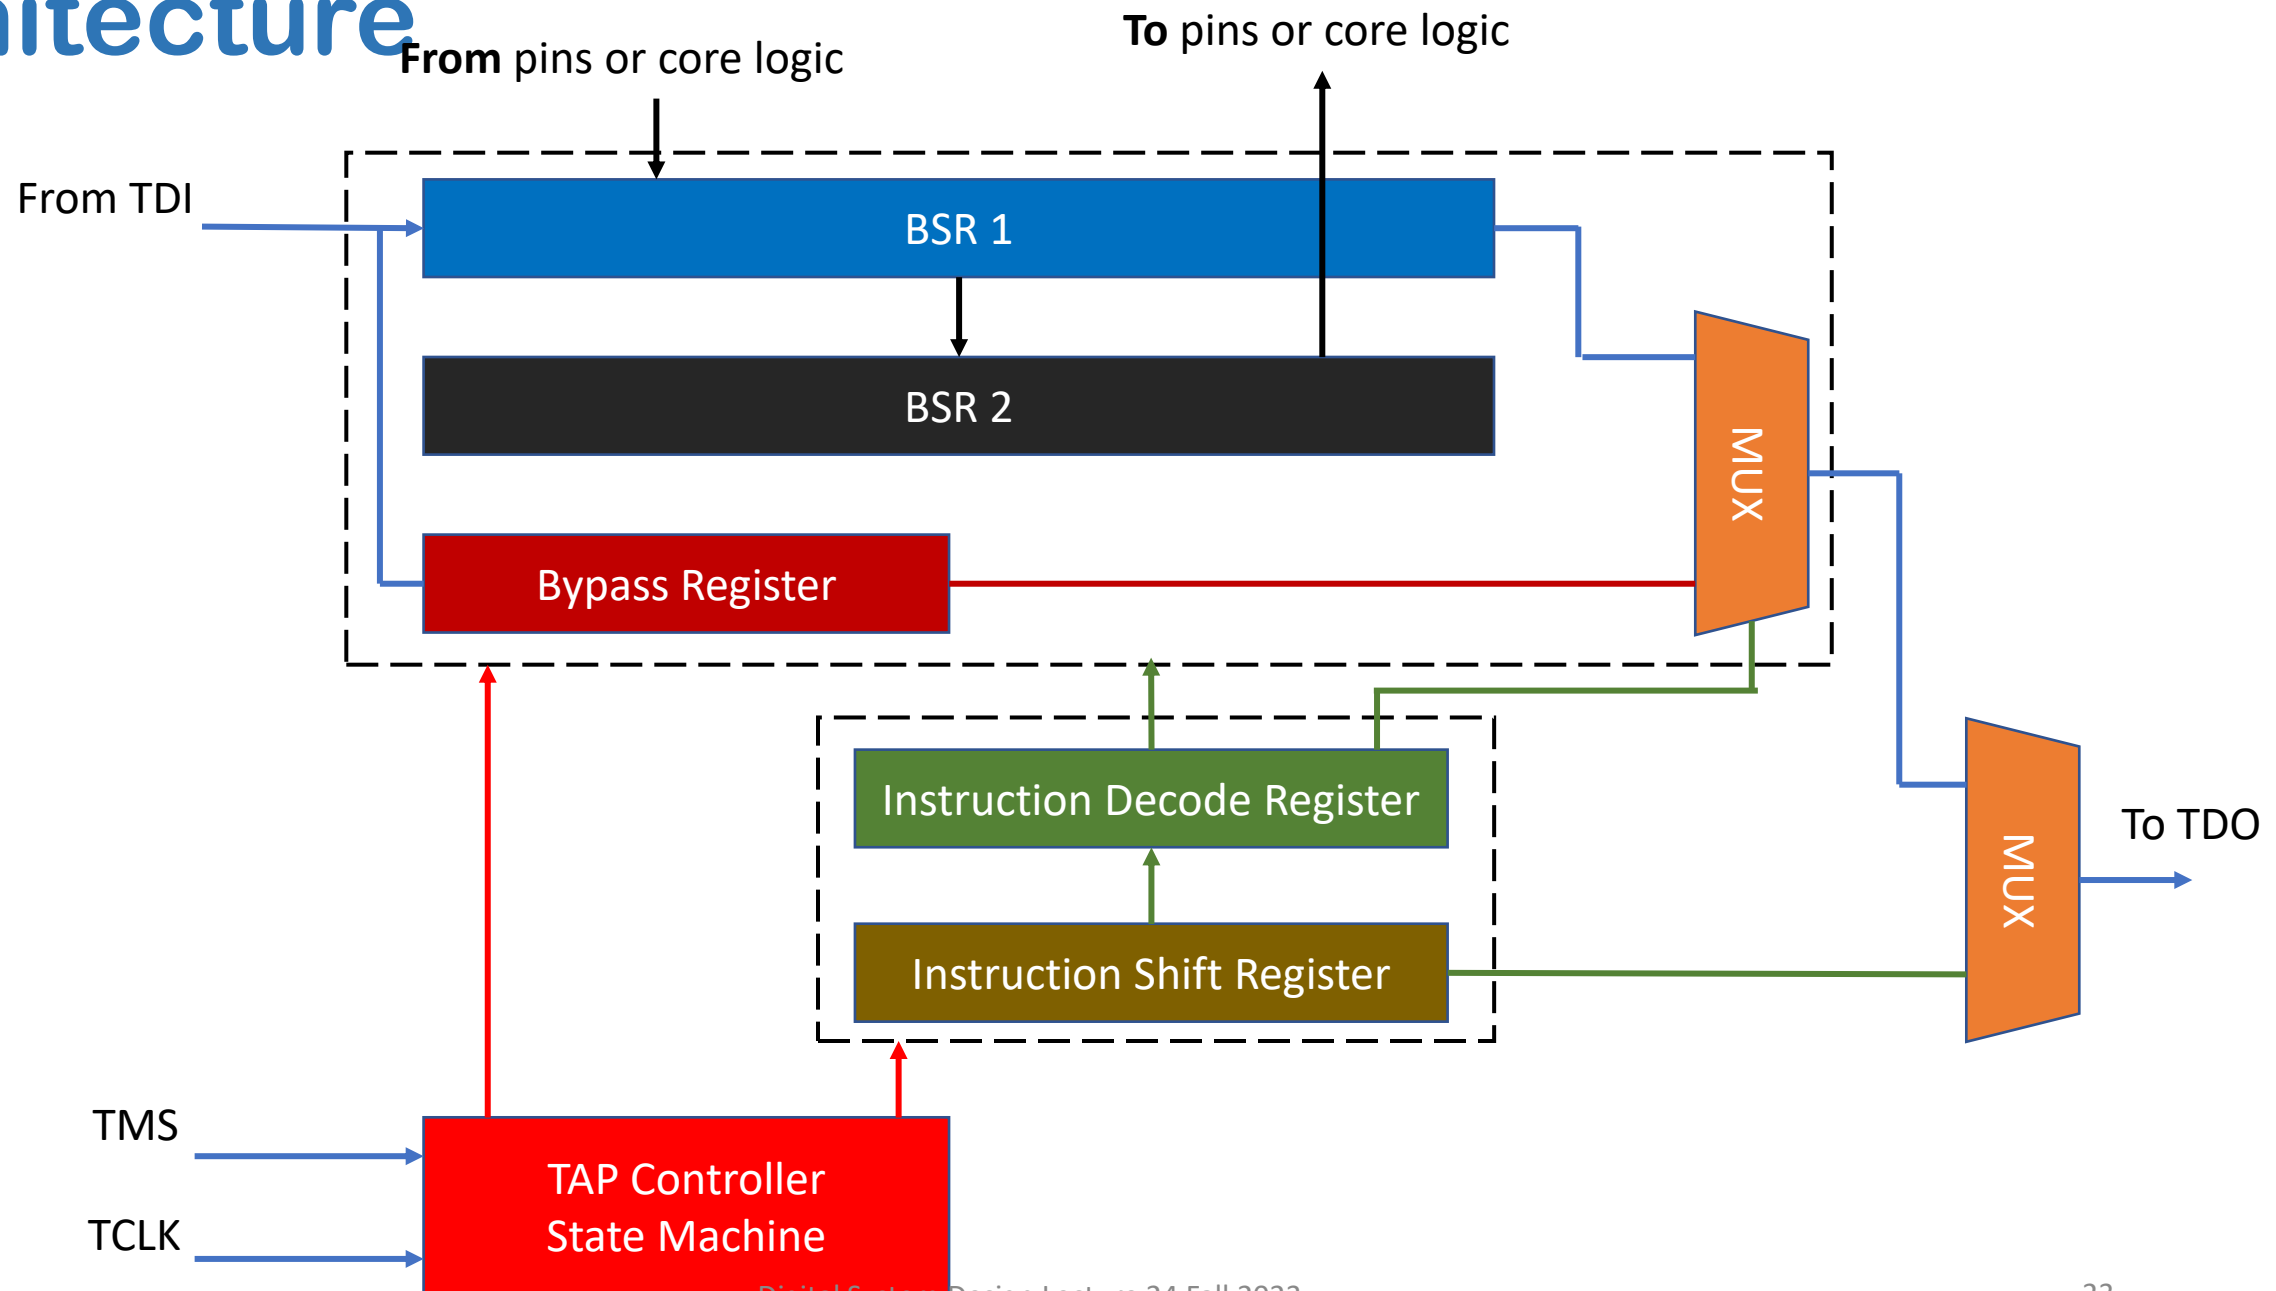 From pins or core logic
To pins or core logic
From TDI
BSR 1
BSR 2
MUX
Bypass Register
Instruction Decode Register
To TDO
MUX
Instruction Shift Register
TMS
TAP Controller
State Machine
TCLK